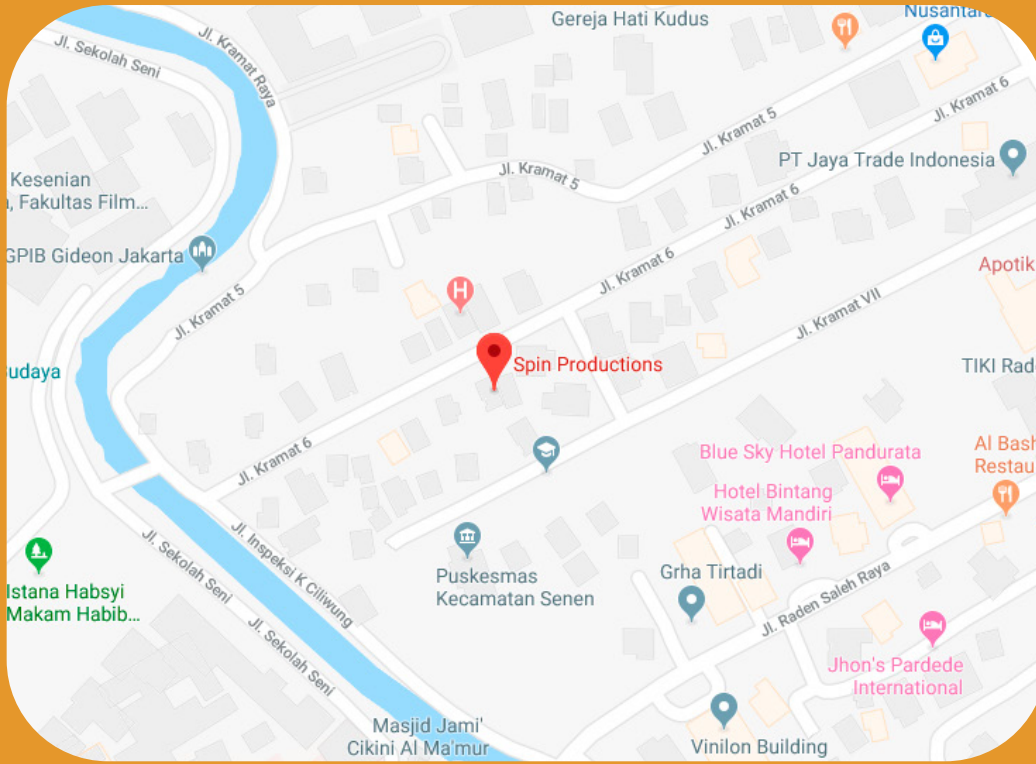 Gereja Hati Kudus
Nusantara
Jl. Sekolah Seni
Jl. Kramat Raya
Jl. Kramat 6
Jl. Kramat 5
PT Jaya Trade Indonesia
Jl. Kramat 5
Kesenian
, Fakultas Film...
Jl. Kramat 6
GPIB Gideon Jakarta
Jl. Kramat 6
Apotik
H
Jl. Kramat 5
Jl. Kramat VII
Spin Productions
udaya
TIKI Rad
Jl. Kramat 6
Blue Sky Hotel Pandurata
Al Bash
Restau
Hotel Bintang
Wisata Mandiri
Jl. Sekolah Seni
Jl. Inspeksi K Ciliwung
Puskesmas
Kecamatan Senen
Grha Tirtadi
Istana Habsyi
Makam Habib...
Jl. Raden Saleh Raya
Jl. Sekolah Seni
Jhon's Pardede
International
Masjid Jami'
Cikini Al Ma'mur
Vinilon Building